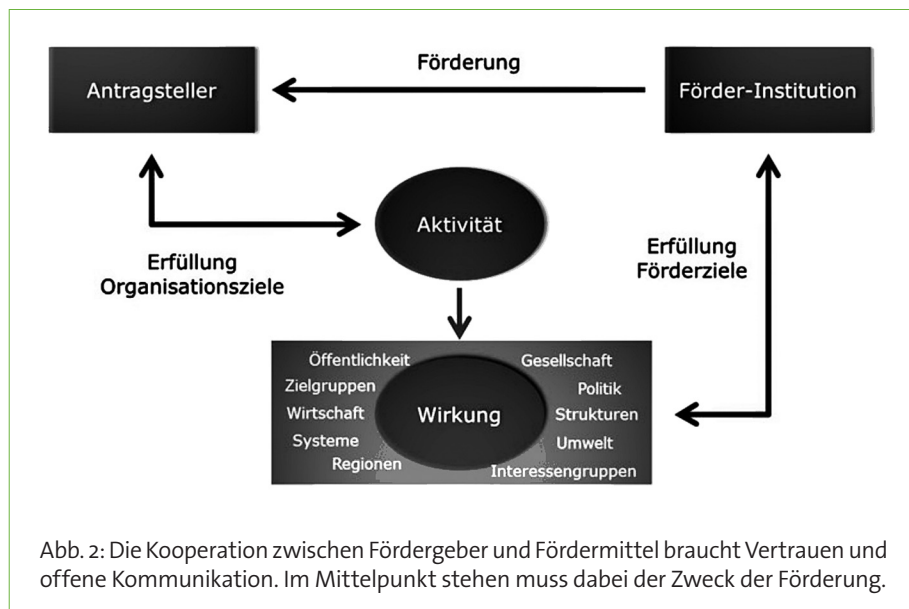 Förderung
Antragsteller
Förder-Institution
Aktivität
Erfüllung
Organisationsziele
Erfüllung
Förderziele
Öffentlichkeit
Gesellschaft
Zielgruppen
Politik
Wirtschaft
Wirkung
Strukturen
Systeme
Umwelt
Regionen
Interessengruppen
Abb. 2: Die Kooperation zwischen Fördergeber und Fördermittel braucht Vertrauen und
offene Kommunikation. Im Mittelpunkt stehen muss dabei der Zweck der Förderung.